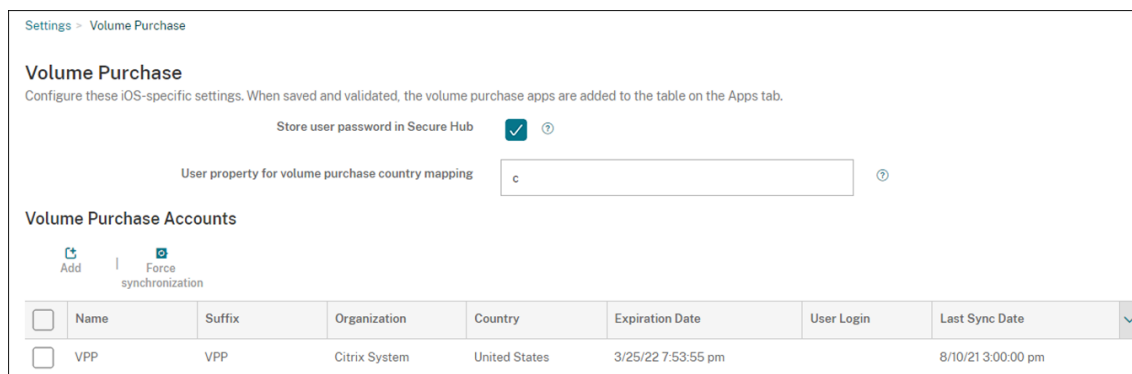 Settings > Volume Purchase
Volume Purchase
Configure these iOS-specific settings. When saved and validated, the volume purchase apps are added to the table on the Apps tab.
Store user password in Secure Hub ?
User property for volume purchase country mapping c ?
Volume Purchase Accounts
Add | Force
synchronization
Name Suffix Organization Country Expiration Date User Login Last Sync Date
VPP VPP Citrix System United States 3/25/22 7:53:55 pm 8/10/21 3:00:00 pm